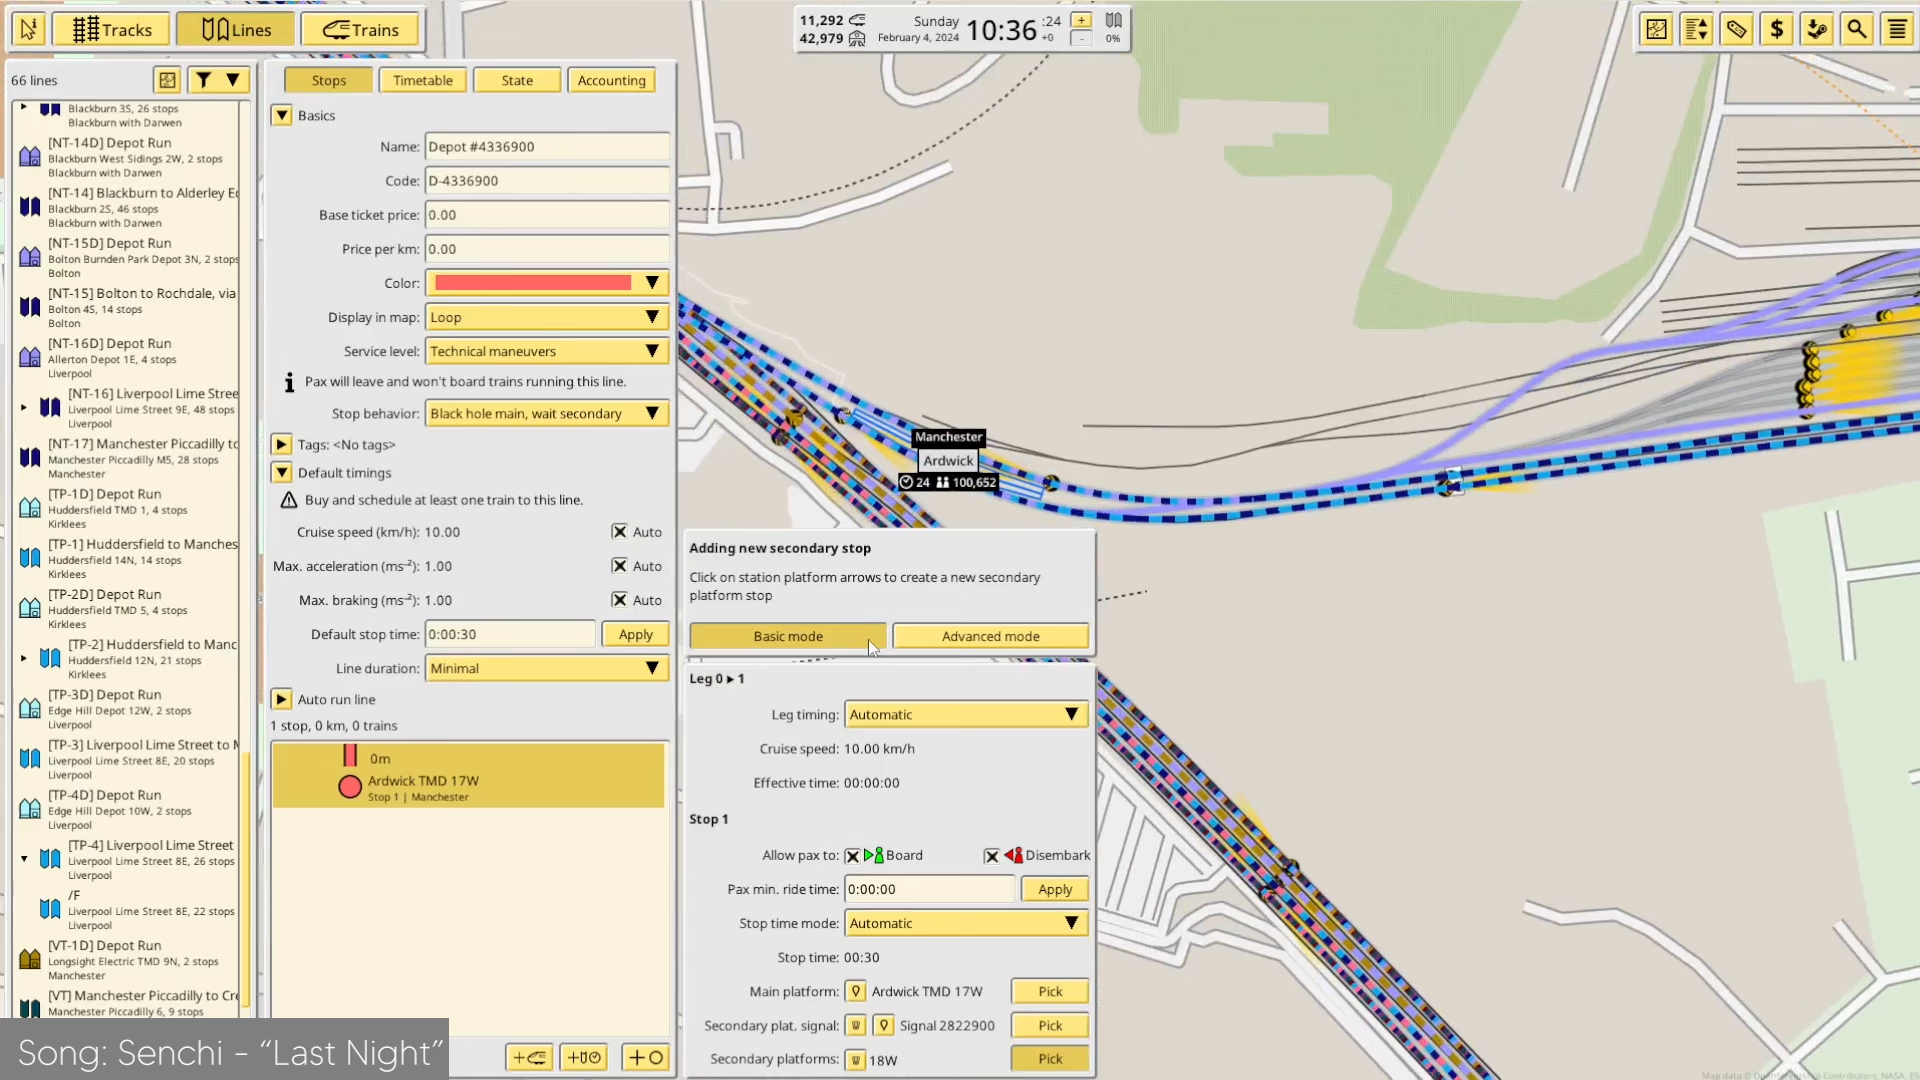 Tracks
Lines
Trains
11,292
42,979
Sunday
February 4, 2024
10:36
:24
+0
+
-
0%
$
66 lines
Blackburn 3S, 26 stops
Blackburn with Darwen
[NT-14D] Depot Run
Blackburn West Sidings 2W, 2 stops
Blackburn with Darwen
[NT-14] Blackburn to Alderley Ed
Blackburn 2S, 46 stops
Blackburn with Darwen
[NT-15D] Depot Run
Bolton Burnden Park Depot 3N, 2 stops
Bolton
[NT-15] Bolton to Rochdale, via
Bolton 4S, 14 stops
Bolton
[NT-16D] Depot Run
Allerton Depot 1E, 4 stops
Liverpool
[NT-16] Liverpool Lime Stree
Liverpool Lime Street 9E, 48 stops
Liverpool
[NT-17] Manchester Piccadilly to
Manchester Piccadilly M5, 28 stops
Manchester
[TP-1D] Depot Run
Huddersfield TMD 1, 4 stops
Kirklees
[TP-1] Huddersfield to Manches
Huddersfield 14N, 14 stops
Kirklees
[TP-2D] Depot Run
Huddersfield TMD 5, 4 stops
Kirklees
[TP-2] Huddersfield to Manc
Huddersfield 12N, 21 stops
Kirklees
[TP-3D] Depot Run
Edge Hill Depot 12W, 2 stops
Liverpool
[TP-3] Liverpool Lime Street to M
Liverpool Lime Street 8E, 20 stops
Liverpool
[TP-4D] Depot Run
Edge Hill Depot 10W, 2 stops
Liverpool
[TP-4] Liverpool Lime Street
Liverpool Lime Street 8E, 26 stops
Liverpool
/F
Liverpool Lime Street 8E, 22 stops
Liverpool
[VT-1D] Depot Run
Longsight Electric TMD 9N, 2 stops
Manchester
[VT] Manchester Piccadilly to Cre
Manchester Piccadilly 6, 9 stops
Stops
Timetable
State
Accounting
Basics
Name: Depot #4336900
Code: D-4336900
Base ticket price: 0.00
Price per km: 0.00
Color:
Display in map: Loop
Service level: Technical maneuvers
Pax will leave and won't board trains running this line.
Stop behavior: Black hole main, wait secondary
Tags: <No tags>
Default timings
Buy and schedule at least one train to this line.
Cruise speed (km/h): 10.00 Auto
Max. acceleration (ms⁻²): 1.00 Auto
Max. braking (ms⁻²): 1.00 Auto
Default stop time: 0:00:30 Apply
Line duration: Minimal
Auto run line
1 stop, 0 km, 0 trains
0m
Ardwick TMD 17W
Stop 1 | Manchester
Manchester
Ardwick
24 100,652
Adding new secondary stop
Click on station platform arrows to create a new secondary
platform stop
Basic mode
Advanced mode
Leg 0 ▸ 1
Leg timing: Automatic
Cruise speed: 10.00 km/h
Effective time: 00:00:00
Stop 1
Allow pax to: Board Disembark
Pax min. ride time: 0:00:00 Apply
Stop time mode: Automatic
Stop time: 00:30
Main platform: Ardwick TMD 17W Pick
Secondary plat. signal: Signal 2822900 Pick
Secondary platforms: 18W Pick
Song: Senchi - “Last Night”
Map data © OpenStreetMap Contributors, NASA, ES